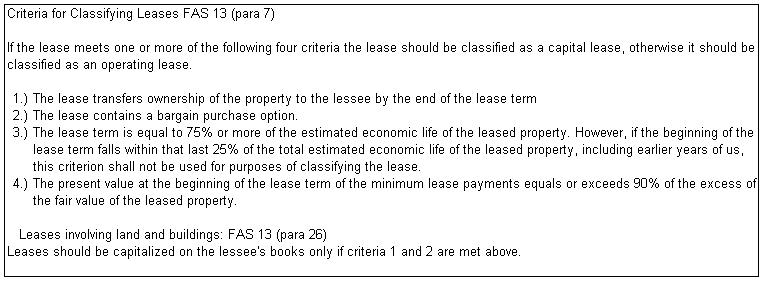 Criteria for Classifying Leases FAS 13 (para 7)
If the lease meets one or more of the following four criteria the lease should be classified as a capital lease, otherwise it should be
classified as an operating lease.
1.) The lease transfers ownership of the property to the lessee by the end of the lease term
2.) The lease contains a bargain purchase option.
3.) The lease term is equal to 75% or more of the estimated economic life of the leased property. However, if the beginning of the
lease term falls within that last 25% of the total estimated economic life of the leased property, including earlier years of us,
this criterion shall not be used for purposes of classifying the lease.
4.) The present value at the beginning of the lease term of the minimum lease payments equals or exceeds 90% of the excess of
the fair value of the leased property.
Leases involving land and buildings: FAS 13 (para 26)
Leases should be capitalized on the lessee's books only if criteria 1 and 2 are met above.